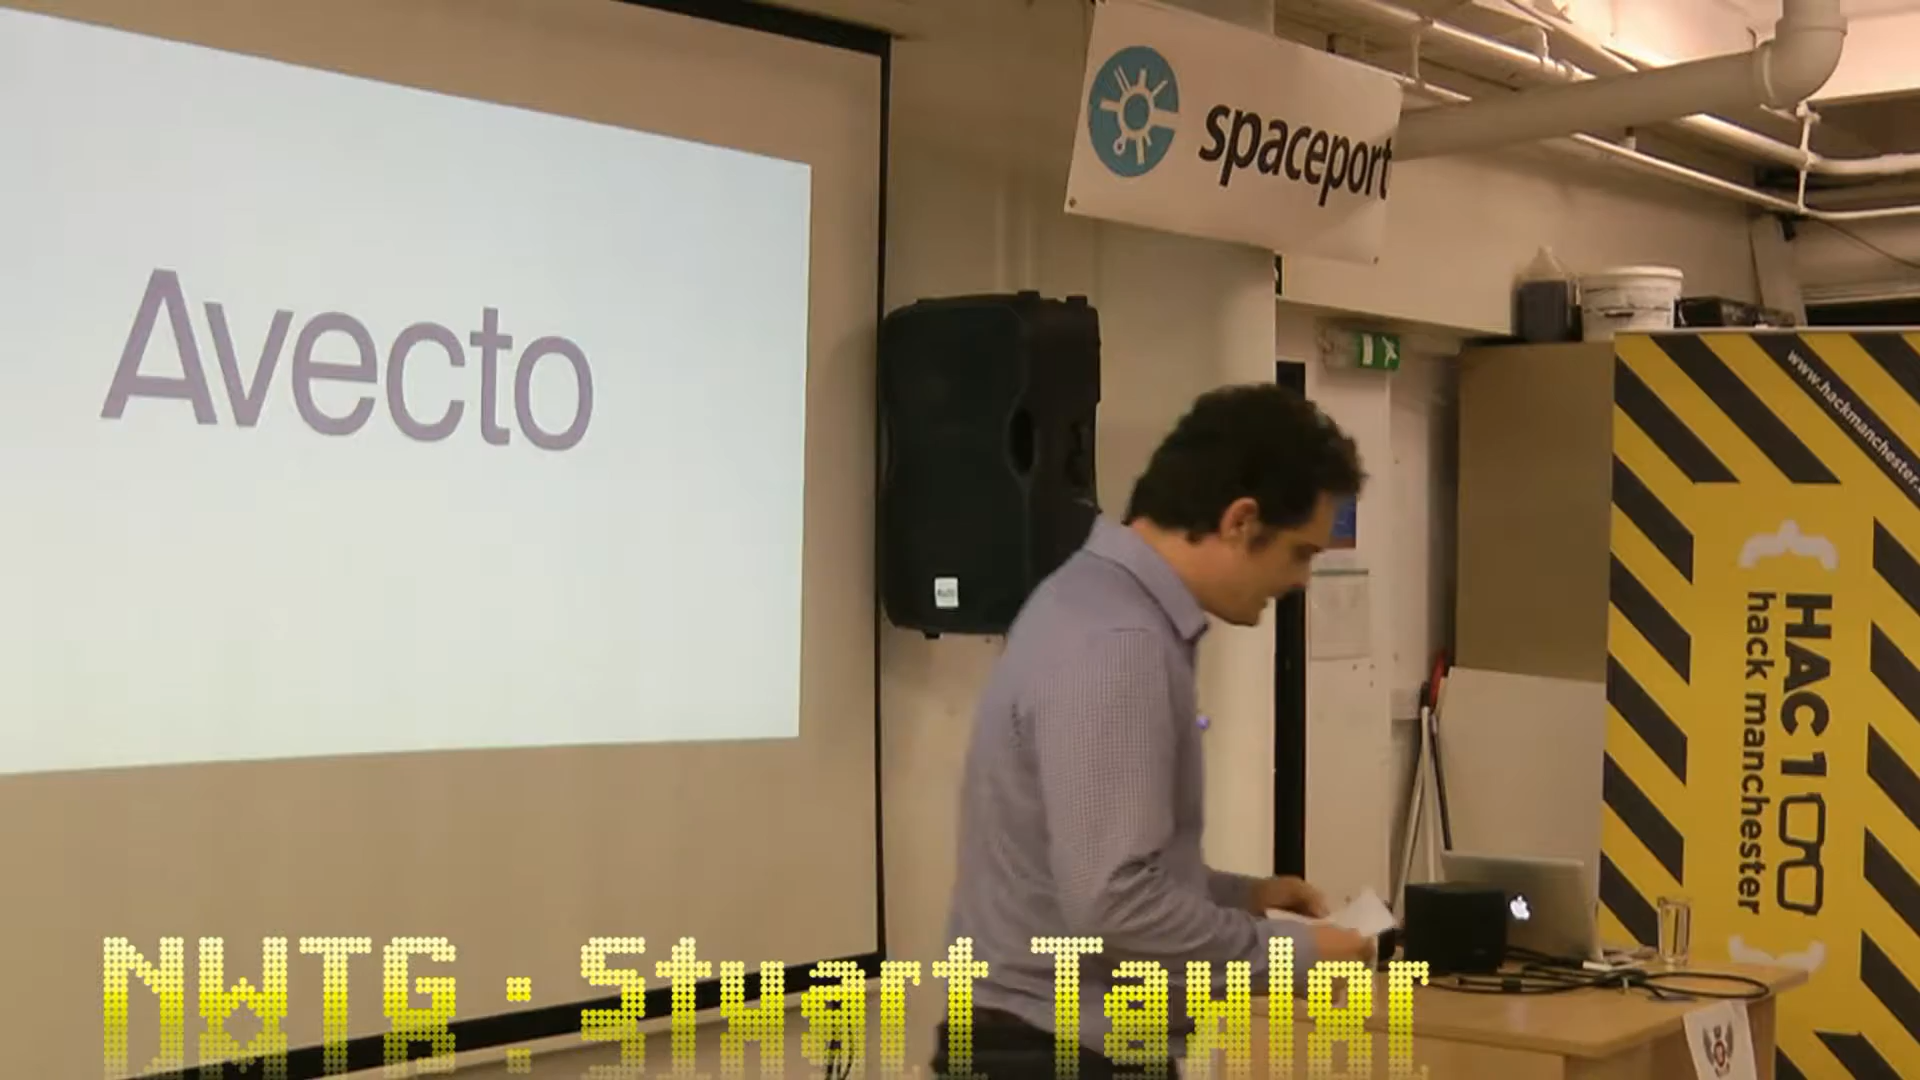 Avecto
spaceport
www.hackmanchester.
HAC100
hack manchester
NWTG : Stuart Taylor